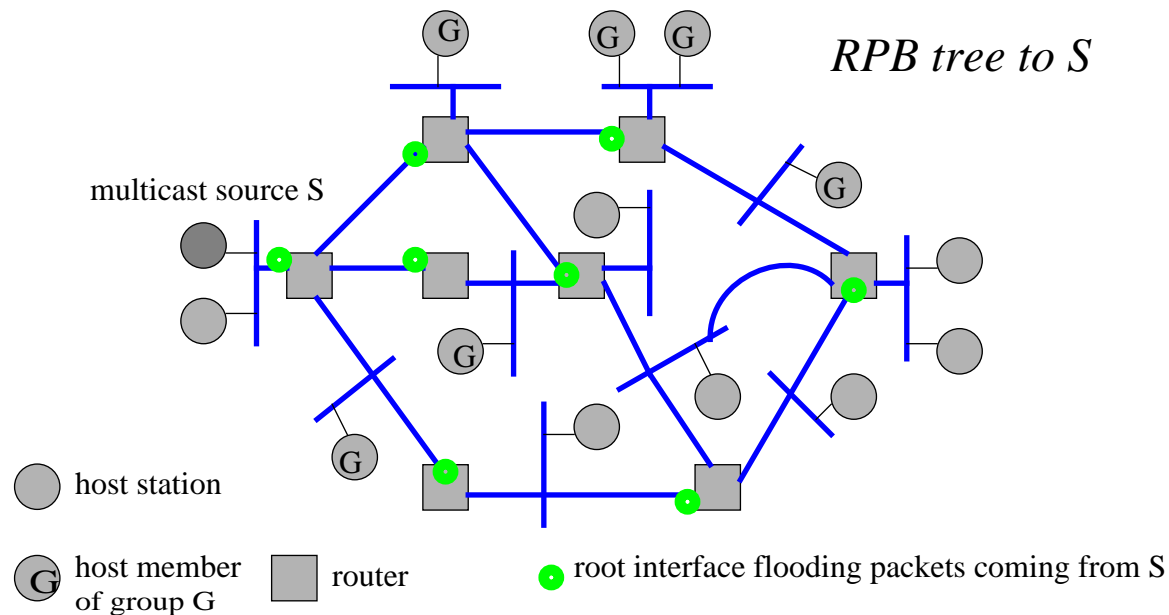 G
G
G
RPB tree to S
multicast source S
G
G
G
host station
G
host member
of group G
router
root interface flooding packets coming from S